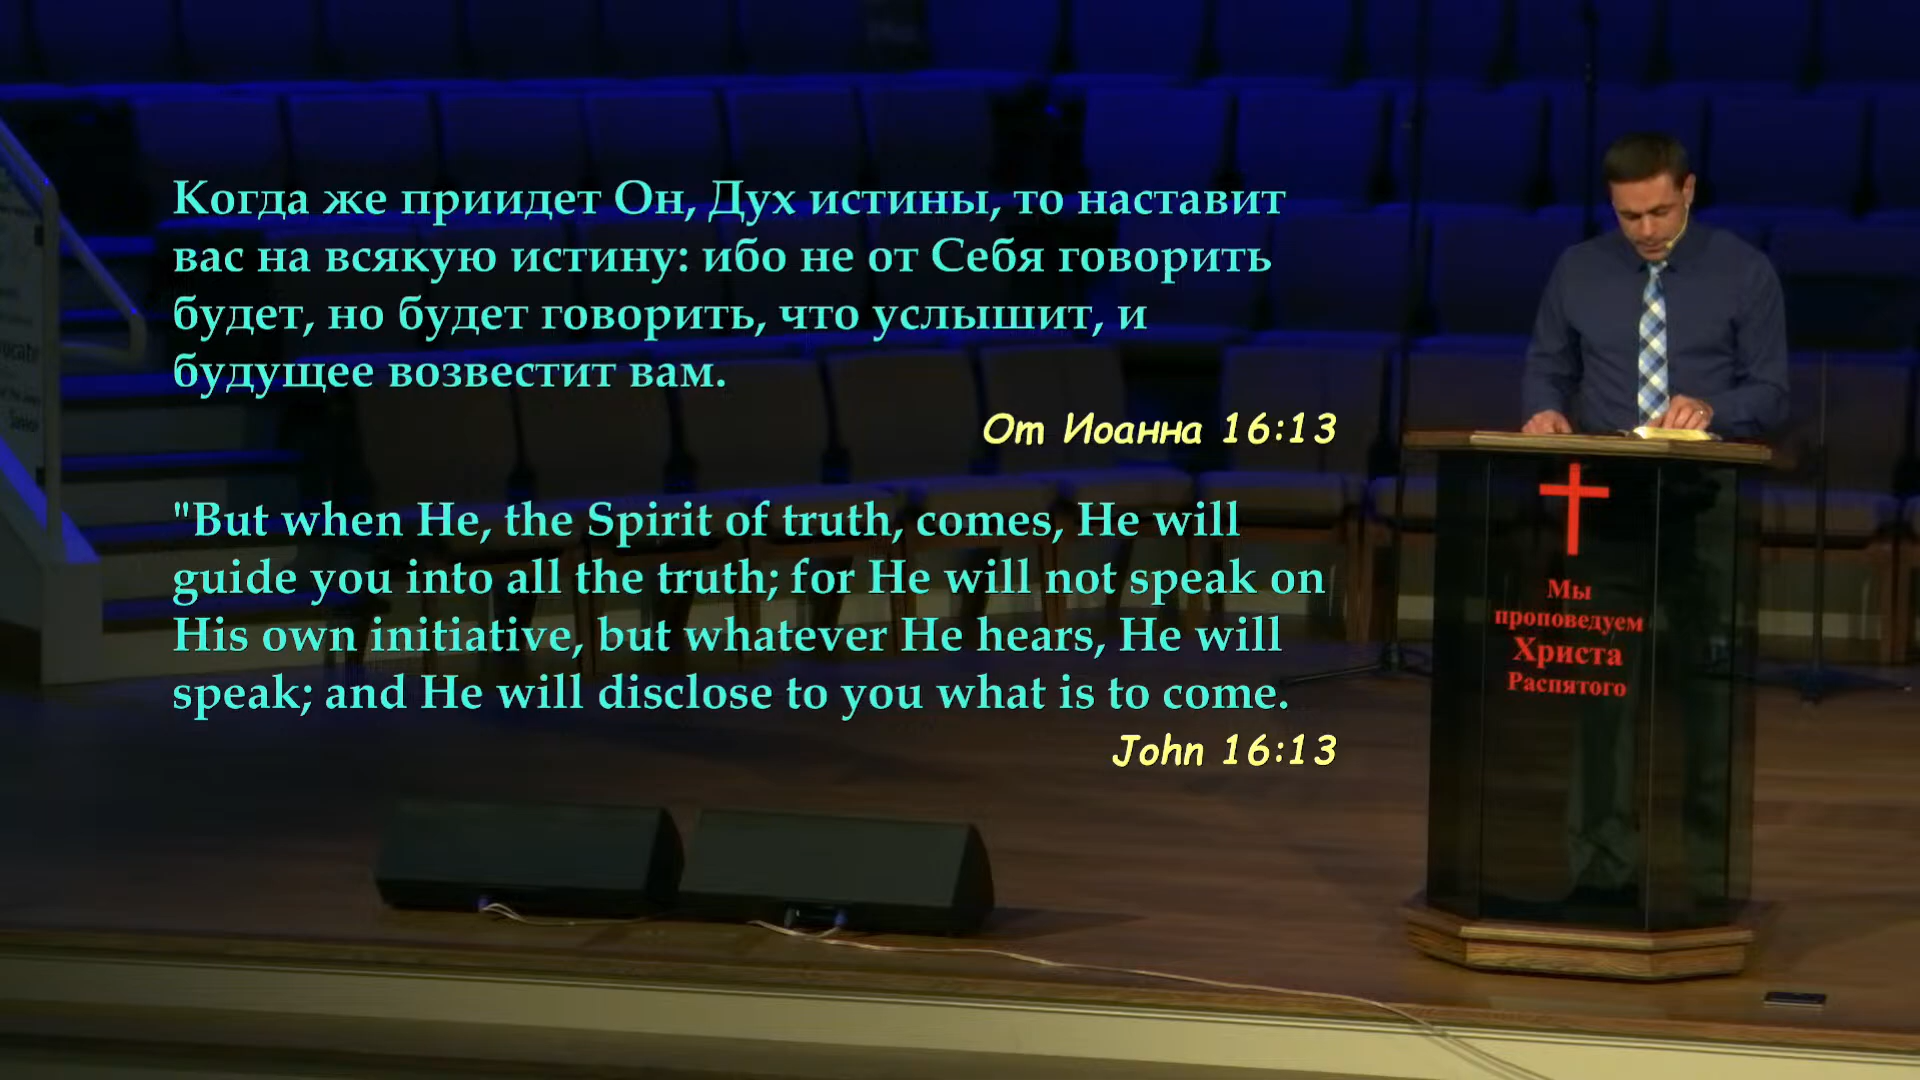 Когда же приидет Он, Дух истины, то наставит
вас на всякую истину: ибо не от Себя говорить
будет, но будет говорить, что услышит, и
будущее возвестит вам.
От Иоанна 16:13
"But when He, the Spirit of truth, comes, He will
guide you into all the truth; for He will not speak on
His own initiative, but whatever He hears, He will
speak; and He will disclose to you what is to come.
John 16:13
Мы
проповедуем
Христа
Распятого